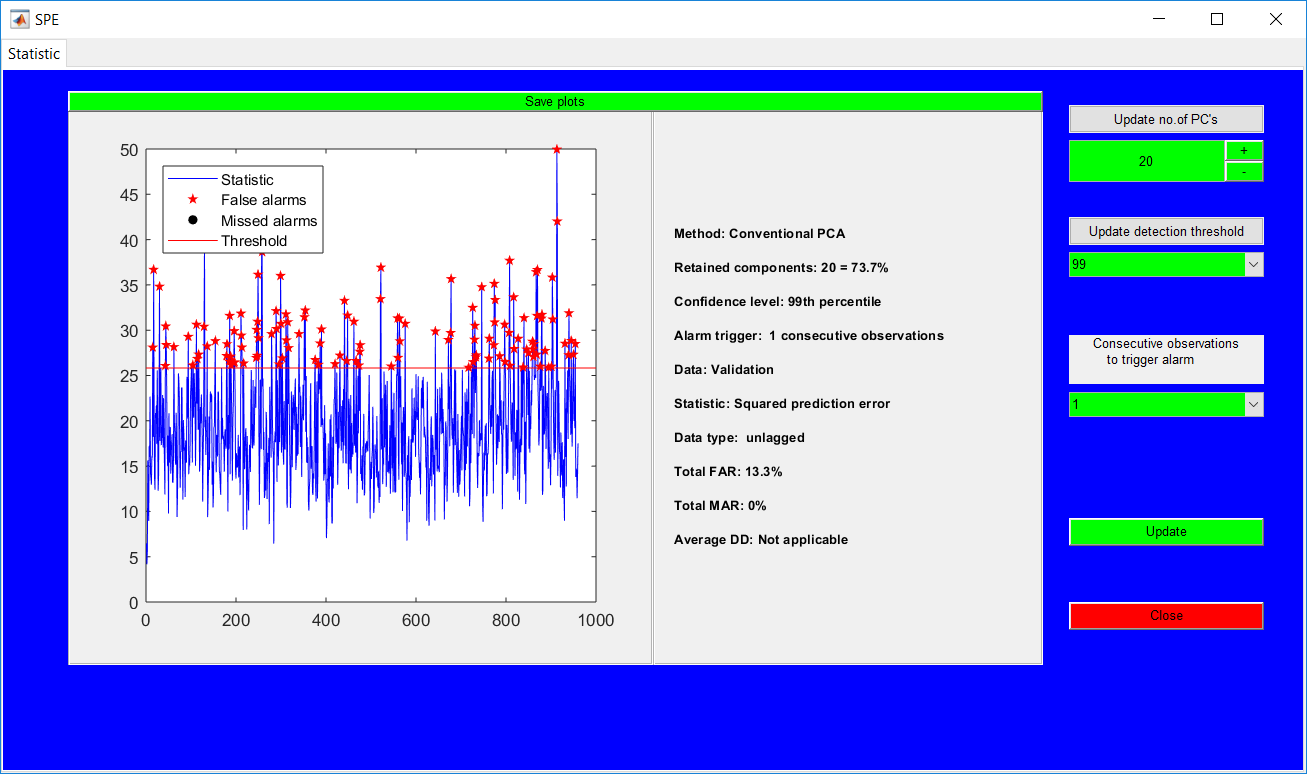 SPE
Statistic
Save plots
50
45
40
35
30
25
20
15
10
5
0
0 200 400 600 800 1000
Statistic
False alarms
Missed alarms
Threshold
Method: Conventional PCA
Retained components: 20 = 73.7%
Confidence level: 99th percentile
Alarm trigger:  1 consecutive observations
Data: Validation
Statistic: Squared prediction error
Data type:  unlagged
Total FAR: 13.3%
Total MAR: 0%
Average DD: Not applicable
Update no.of PC's
20
+
-
Update detection threshold
99
Consecutive observations
to trigger alarm
1
Update
Close